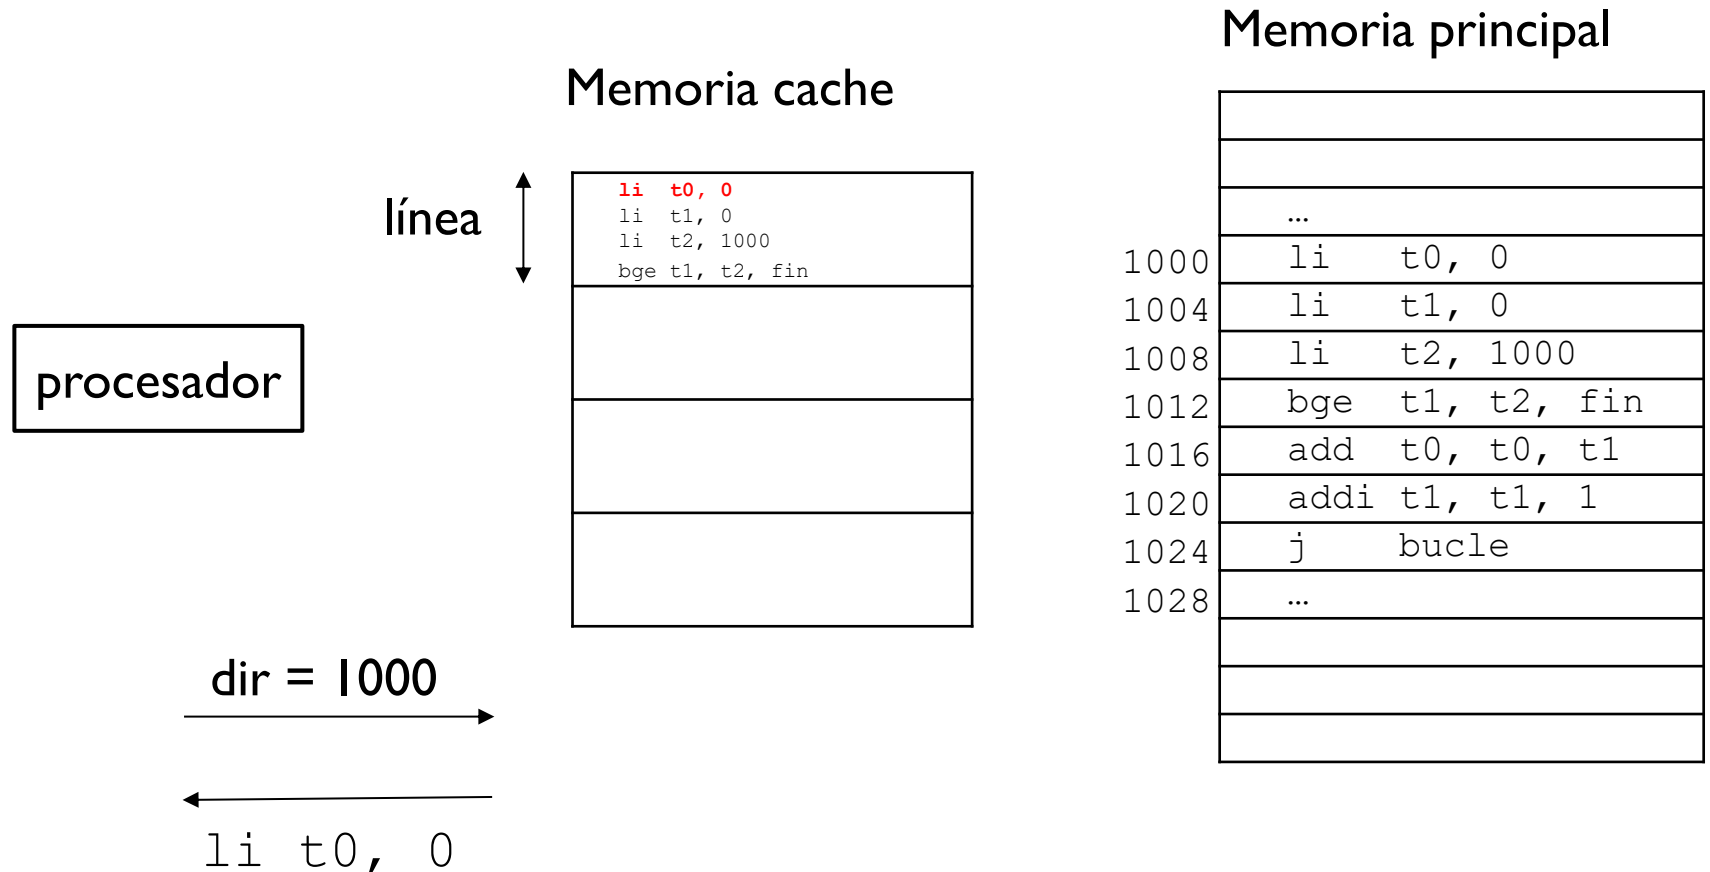 Memoria principal
Memoria cache
línea
li t0, 0
li t1, 0
li t2, 1000
bge t1, t2, fin
procesador
…
1000 li t0, 0
1004 li t1, 0
1008 li t2, 1000
1012 bge t1, t2, fin
1016 add t0, t0, t1
1020 addi t1, t1, 1
1024 j bucle
1028 …
dir = 1000
li t0, 0